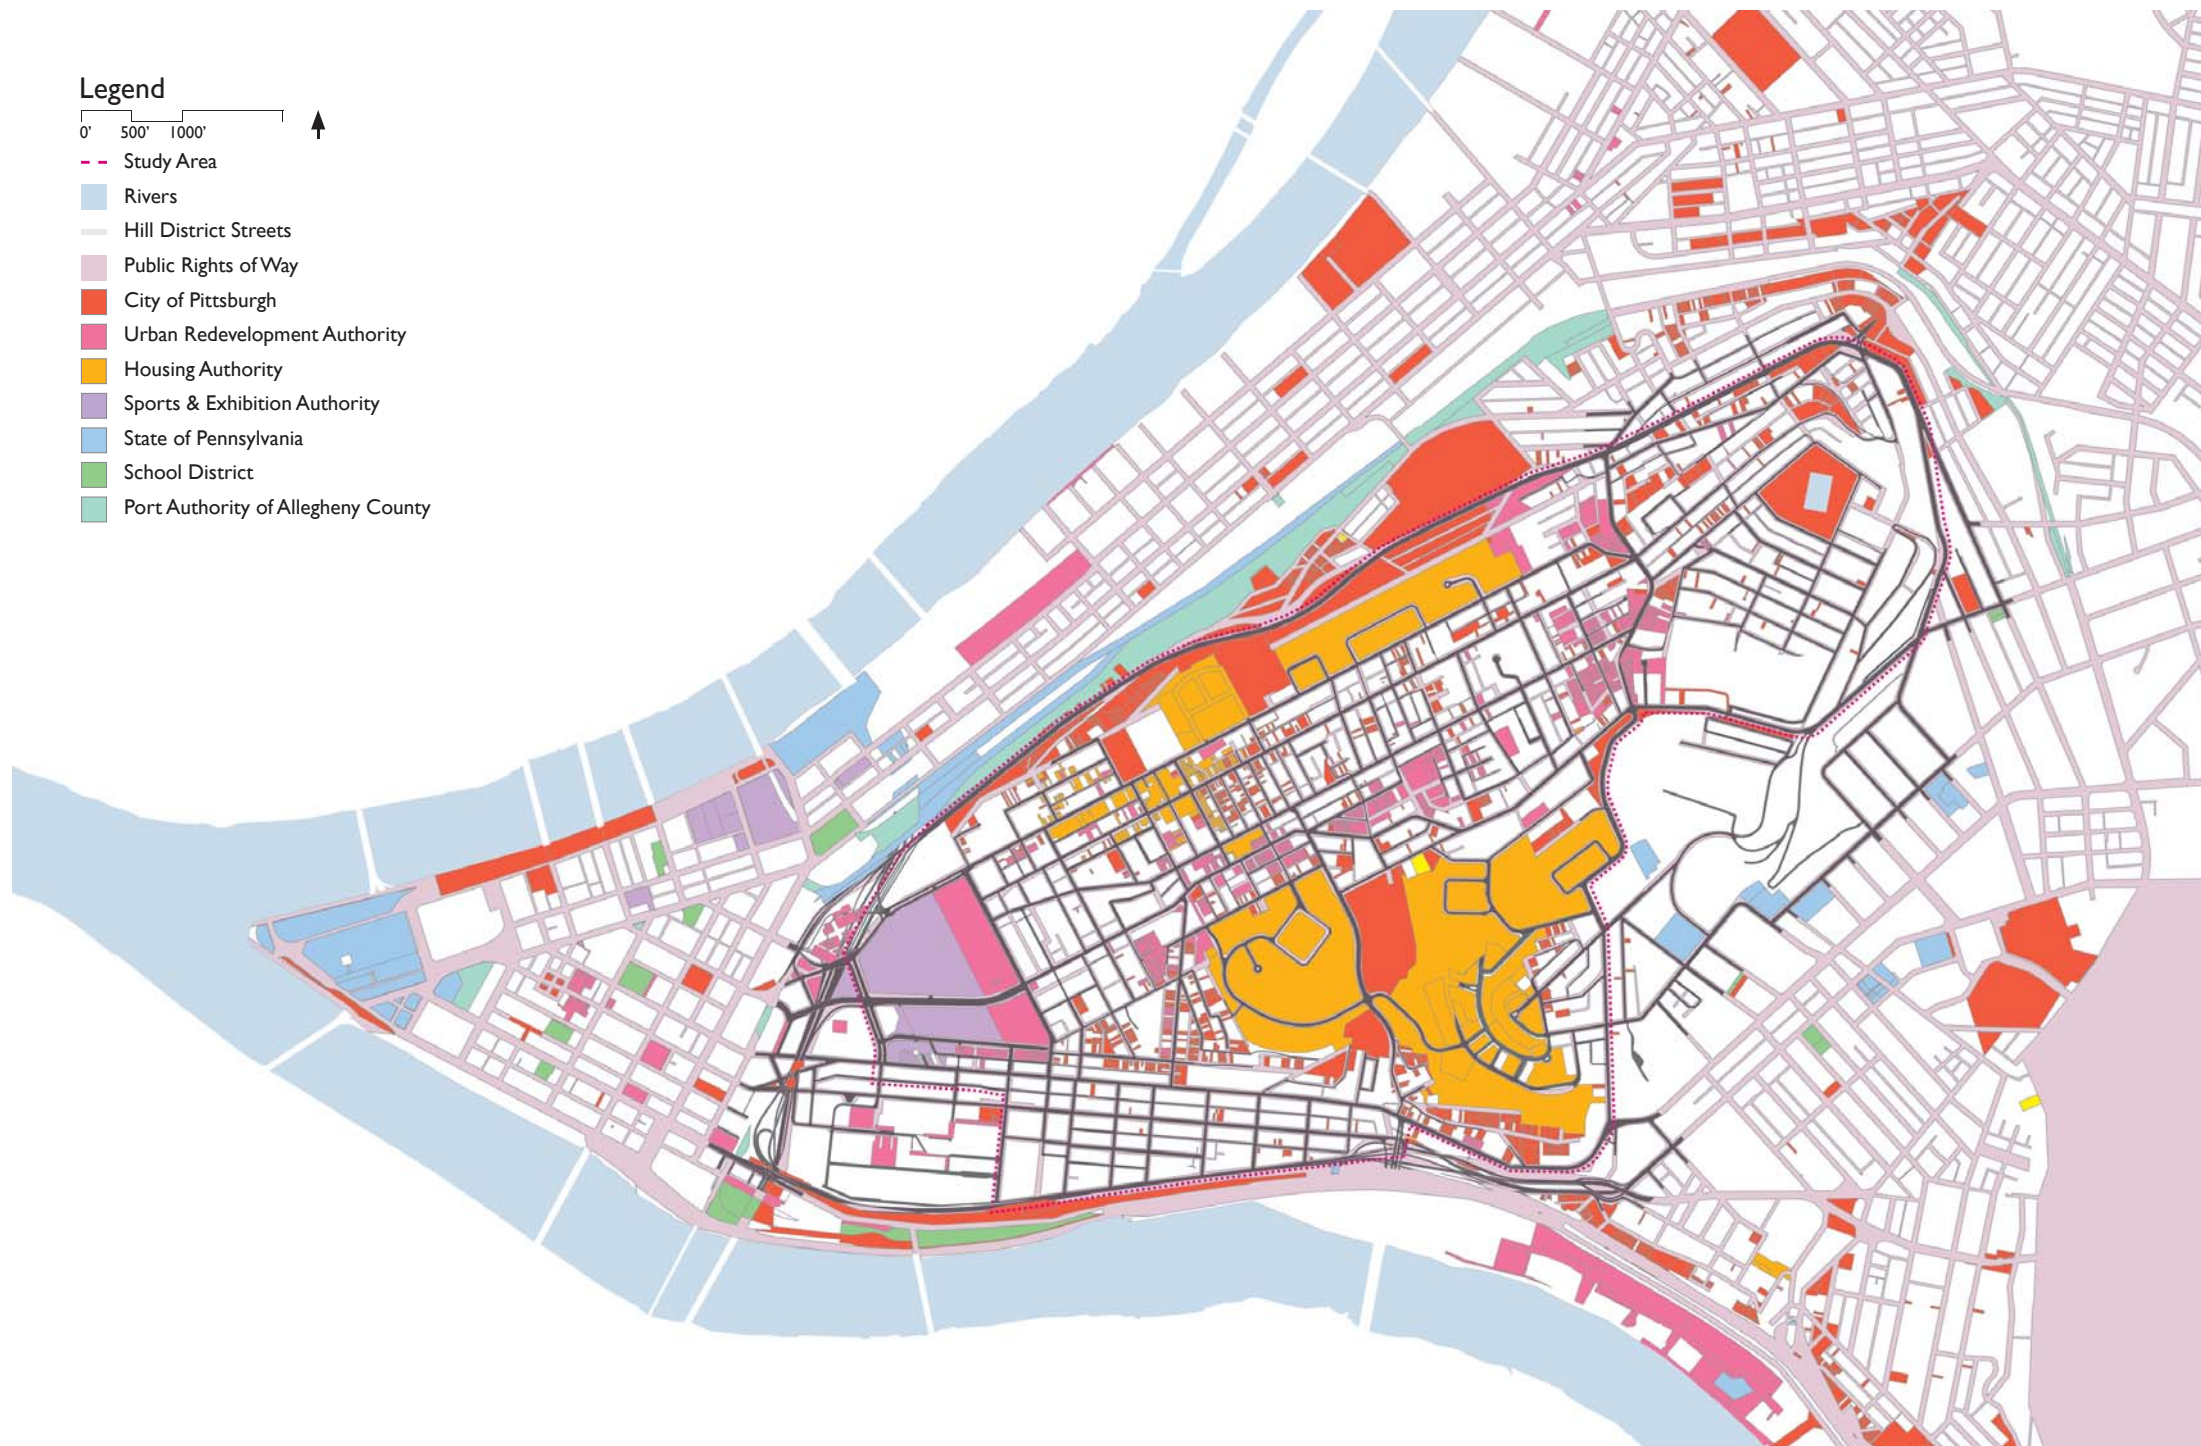 Legend
0' 500' 1000'
Study Area
Rivers
Hill District Streets
Public Rights of Way
City of Pittsburgh
Urban Redevelopment Authority
Housing Authority
Sports & Exhibition Authority
State of Pennsylvania
School District
Port Authority of Allegheny County